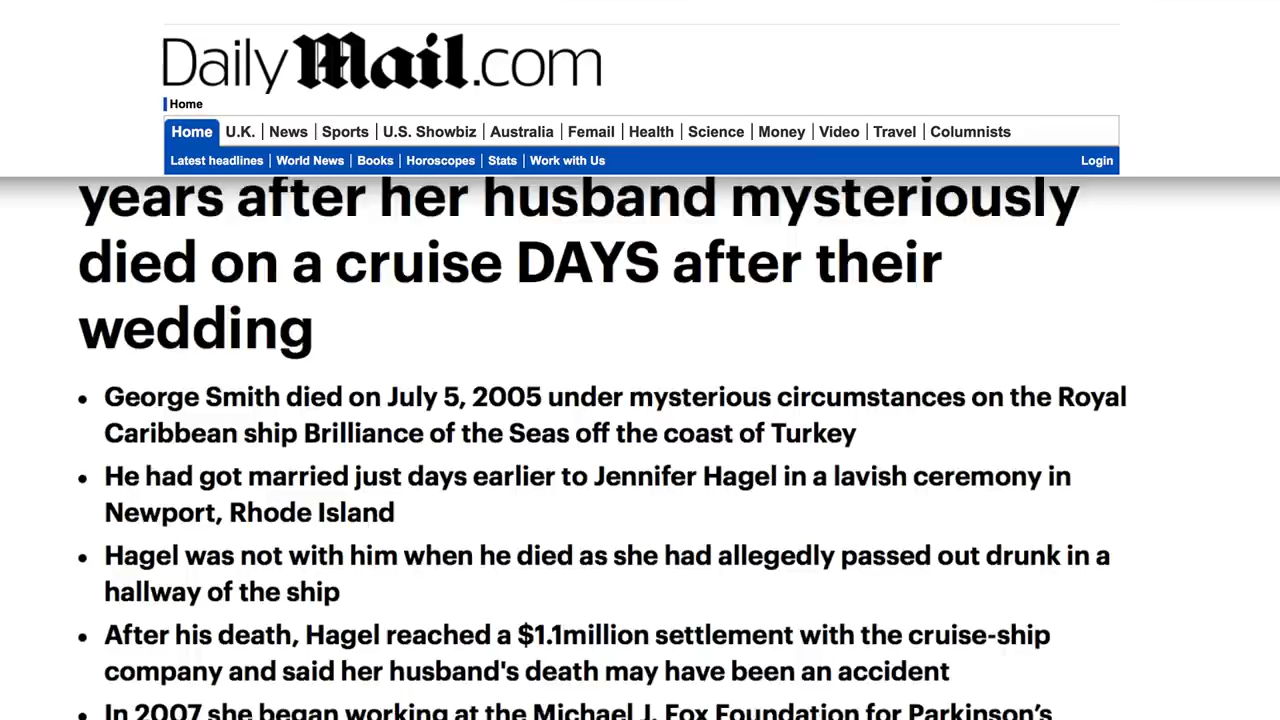 Daily Mail.com
Home
Home U.K. News Sports U.S. Showbiz Australia Femail Health Science Money Video Travel Columnists
Latest headlines World News Books Horoscopes Stats Work with Us Login
years after her husband mysteriously
died on a cruise DAYS after their
wedding
• George Smith died on July 5, 2005 under mysterious circumstances on the Royal
Caribbean ship Brilliance of the Seas off the coast of Turkey
• He had got married just days earlier to Jennifer Hagel in a lavish ceremony in
Newport, Rhode Island
• Hagel was not with him when he died as she had allegedly passed out drunk in a
hallway of the ship
• After his death, Hagel reached a $1.1million settlement with the cruise-ship
company and said her husband's death may have been an accident
• In 2007 she began working at the Michael J. Fox Foundation for Parkinson's